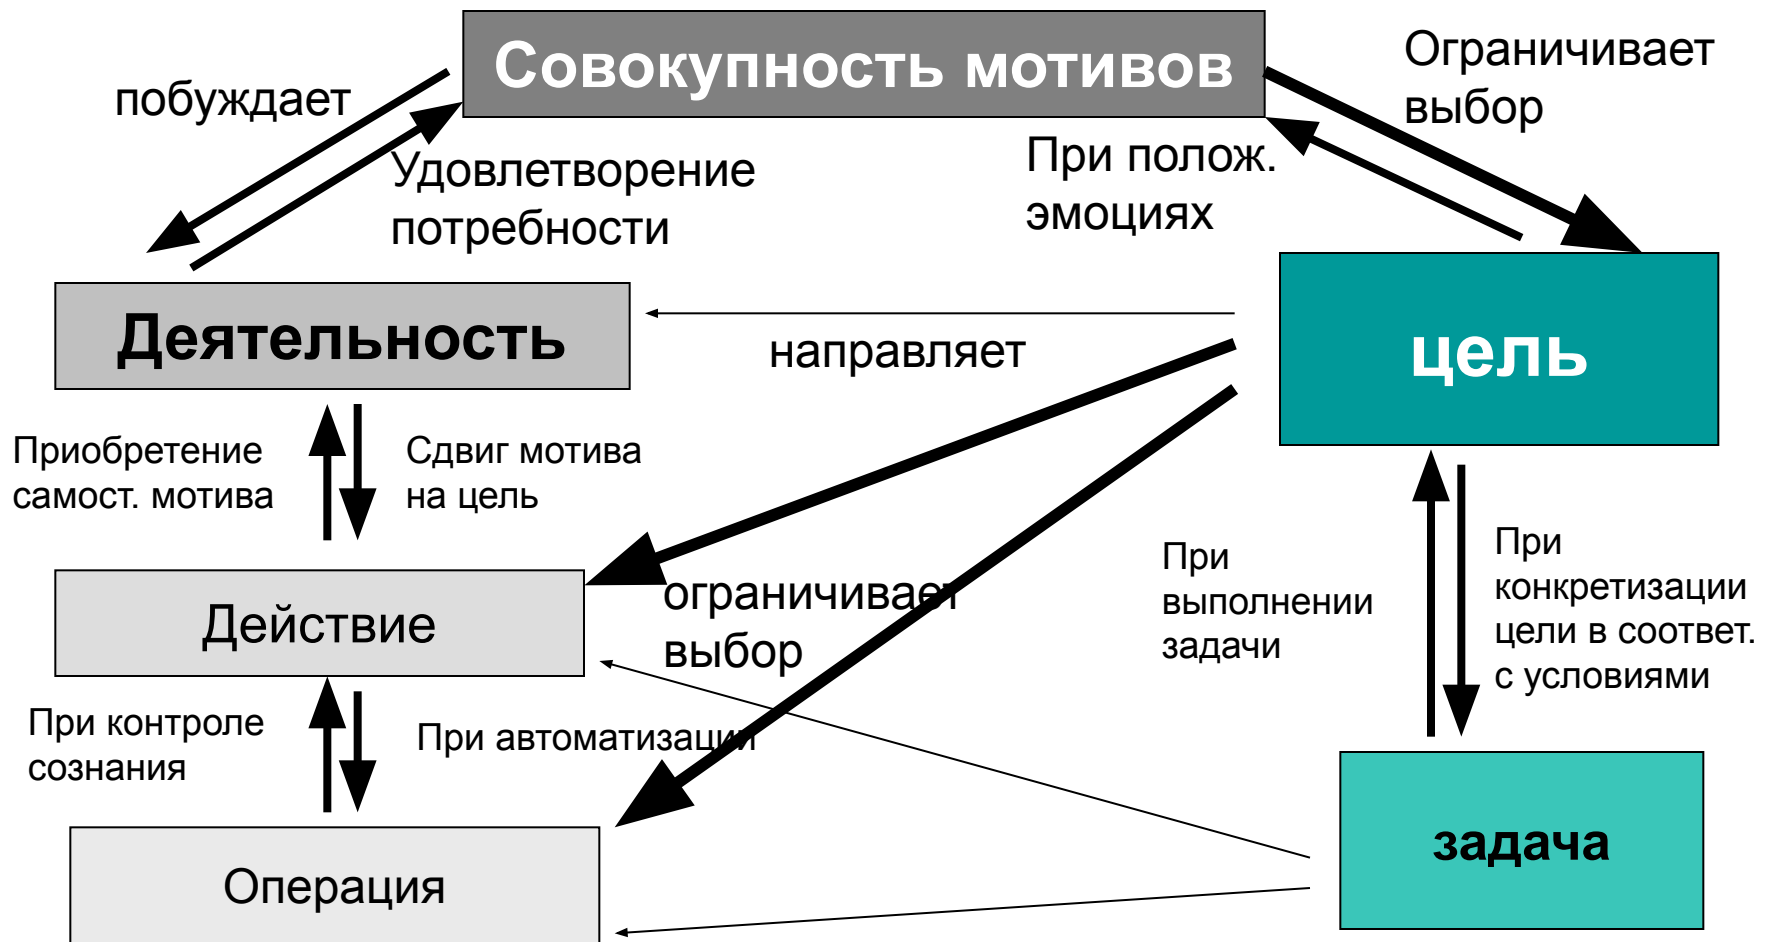 Совокупность мотивов
Ограничивает
выбор
побуждает
Удовлетворение
потребности
При полож.
эмоциях
Деятельность
направляет
цель
Приобретение
самост. мотива
Сдвиг мотива
на цель
При
выполнении
задачи
При
конкретизации
цели в соответ.
с условиями
Действие
ограничивает
выбор
При контроле
сознания
При автоматизации
задача
Операция